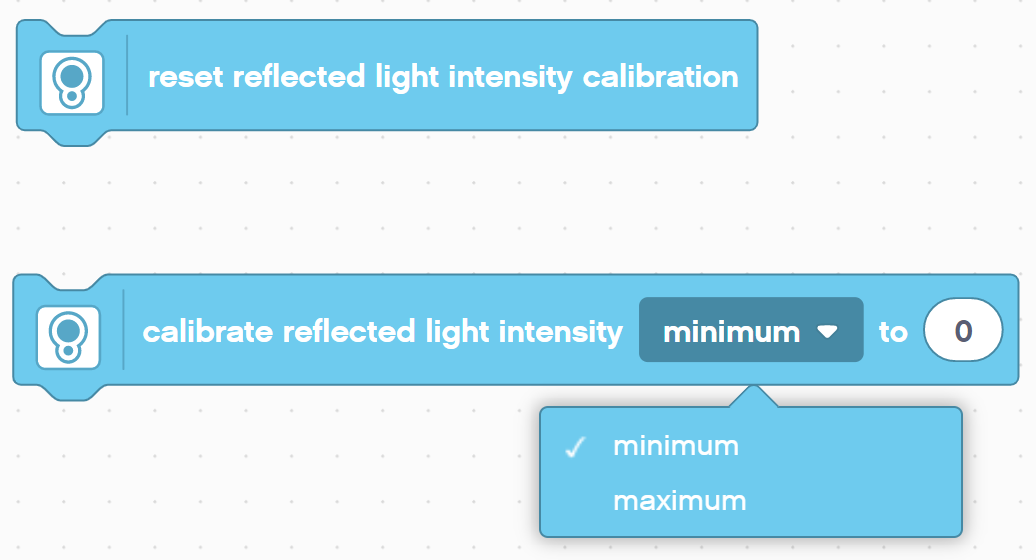 reset reflected light intensity calibration
calibrate reflected light intensity minimum to 0
minimum
maximum